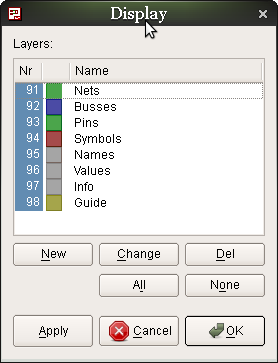 Display
Layers:
Nr Name
91 Nets
92 Busses
93 Pins
94 Symbols
95 Names
96 Values
97 Info
98 Guide
New Change Del
All None
Apply Cancel OK